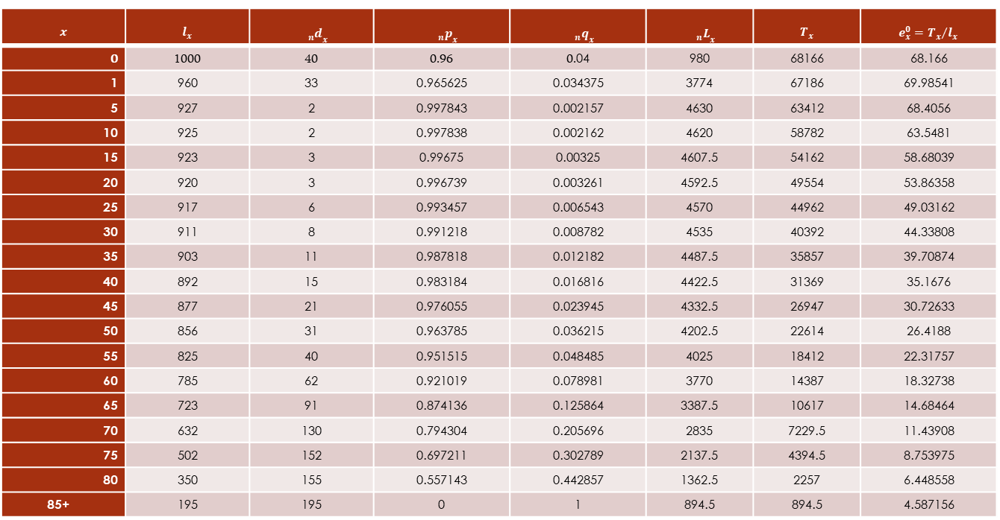 x lₓ ₙdₓ ₙpₓ ₙqₓ ₙLₓ Tₓ e⁰ₓ = Tₓ/lₓ
0 1000 40 0.96 0.04 980 68166 68.166
1 960 33 0.965625 0.034375 3774 67186 69.98541
5 927 2 0.997843 0.002157 4630 63412 68.4056
10 925 2 0.997838 0.002162 4620 58782 63.5481
15 923 3 0.99675 0.00325 4607.5 54162 58.68039
20 920 3 0.996739 0.003261 4592.5 49554 53.86358
25 917 6 0.993457 0.006543 4570 44962 49.03162
30 911 8 0.991218 0.008782 4535 40392 44.33808
35 903 11 0.987818 0.012182 4487.5 35857 39.70874
40 892 15 0.983184 0.016816 4422.5 31369 35.1676
45 877 21 0.976055 0.023945 4332.5 26947 30.72633
50 856 31 0.963785 0.036215 4202.5 22614 26.4188
55 825 40 0.951515 0.048485 4025 18412 22.31757
60 785 62 0.921019 0.078981 3770 14387 18.32738
65 723 91 0.874136 0.125864 3387.5 10617 14.68464
70 632 130 0.794304 0.205696 2835 7229.5 11.43908
75 502 152 0.697211 0.302789 2137.5 4394.5 8.753975
80 350 155 0.557143 0.442857 1362.5 2257 6.448558
85+ 195 195 0 1 894.5 894.5 4.587156